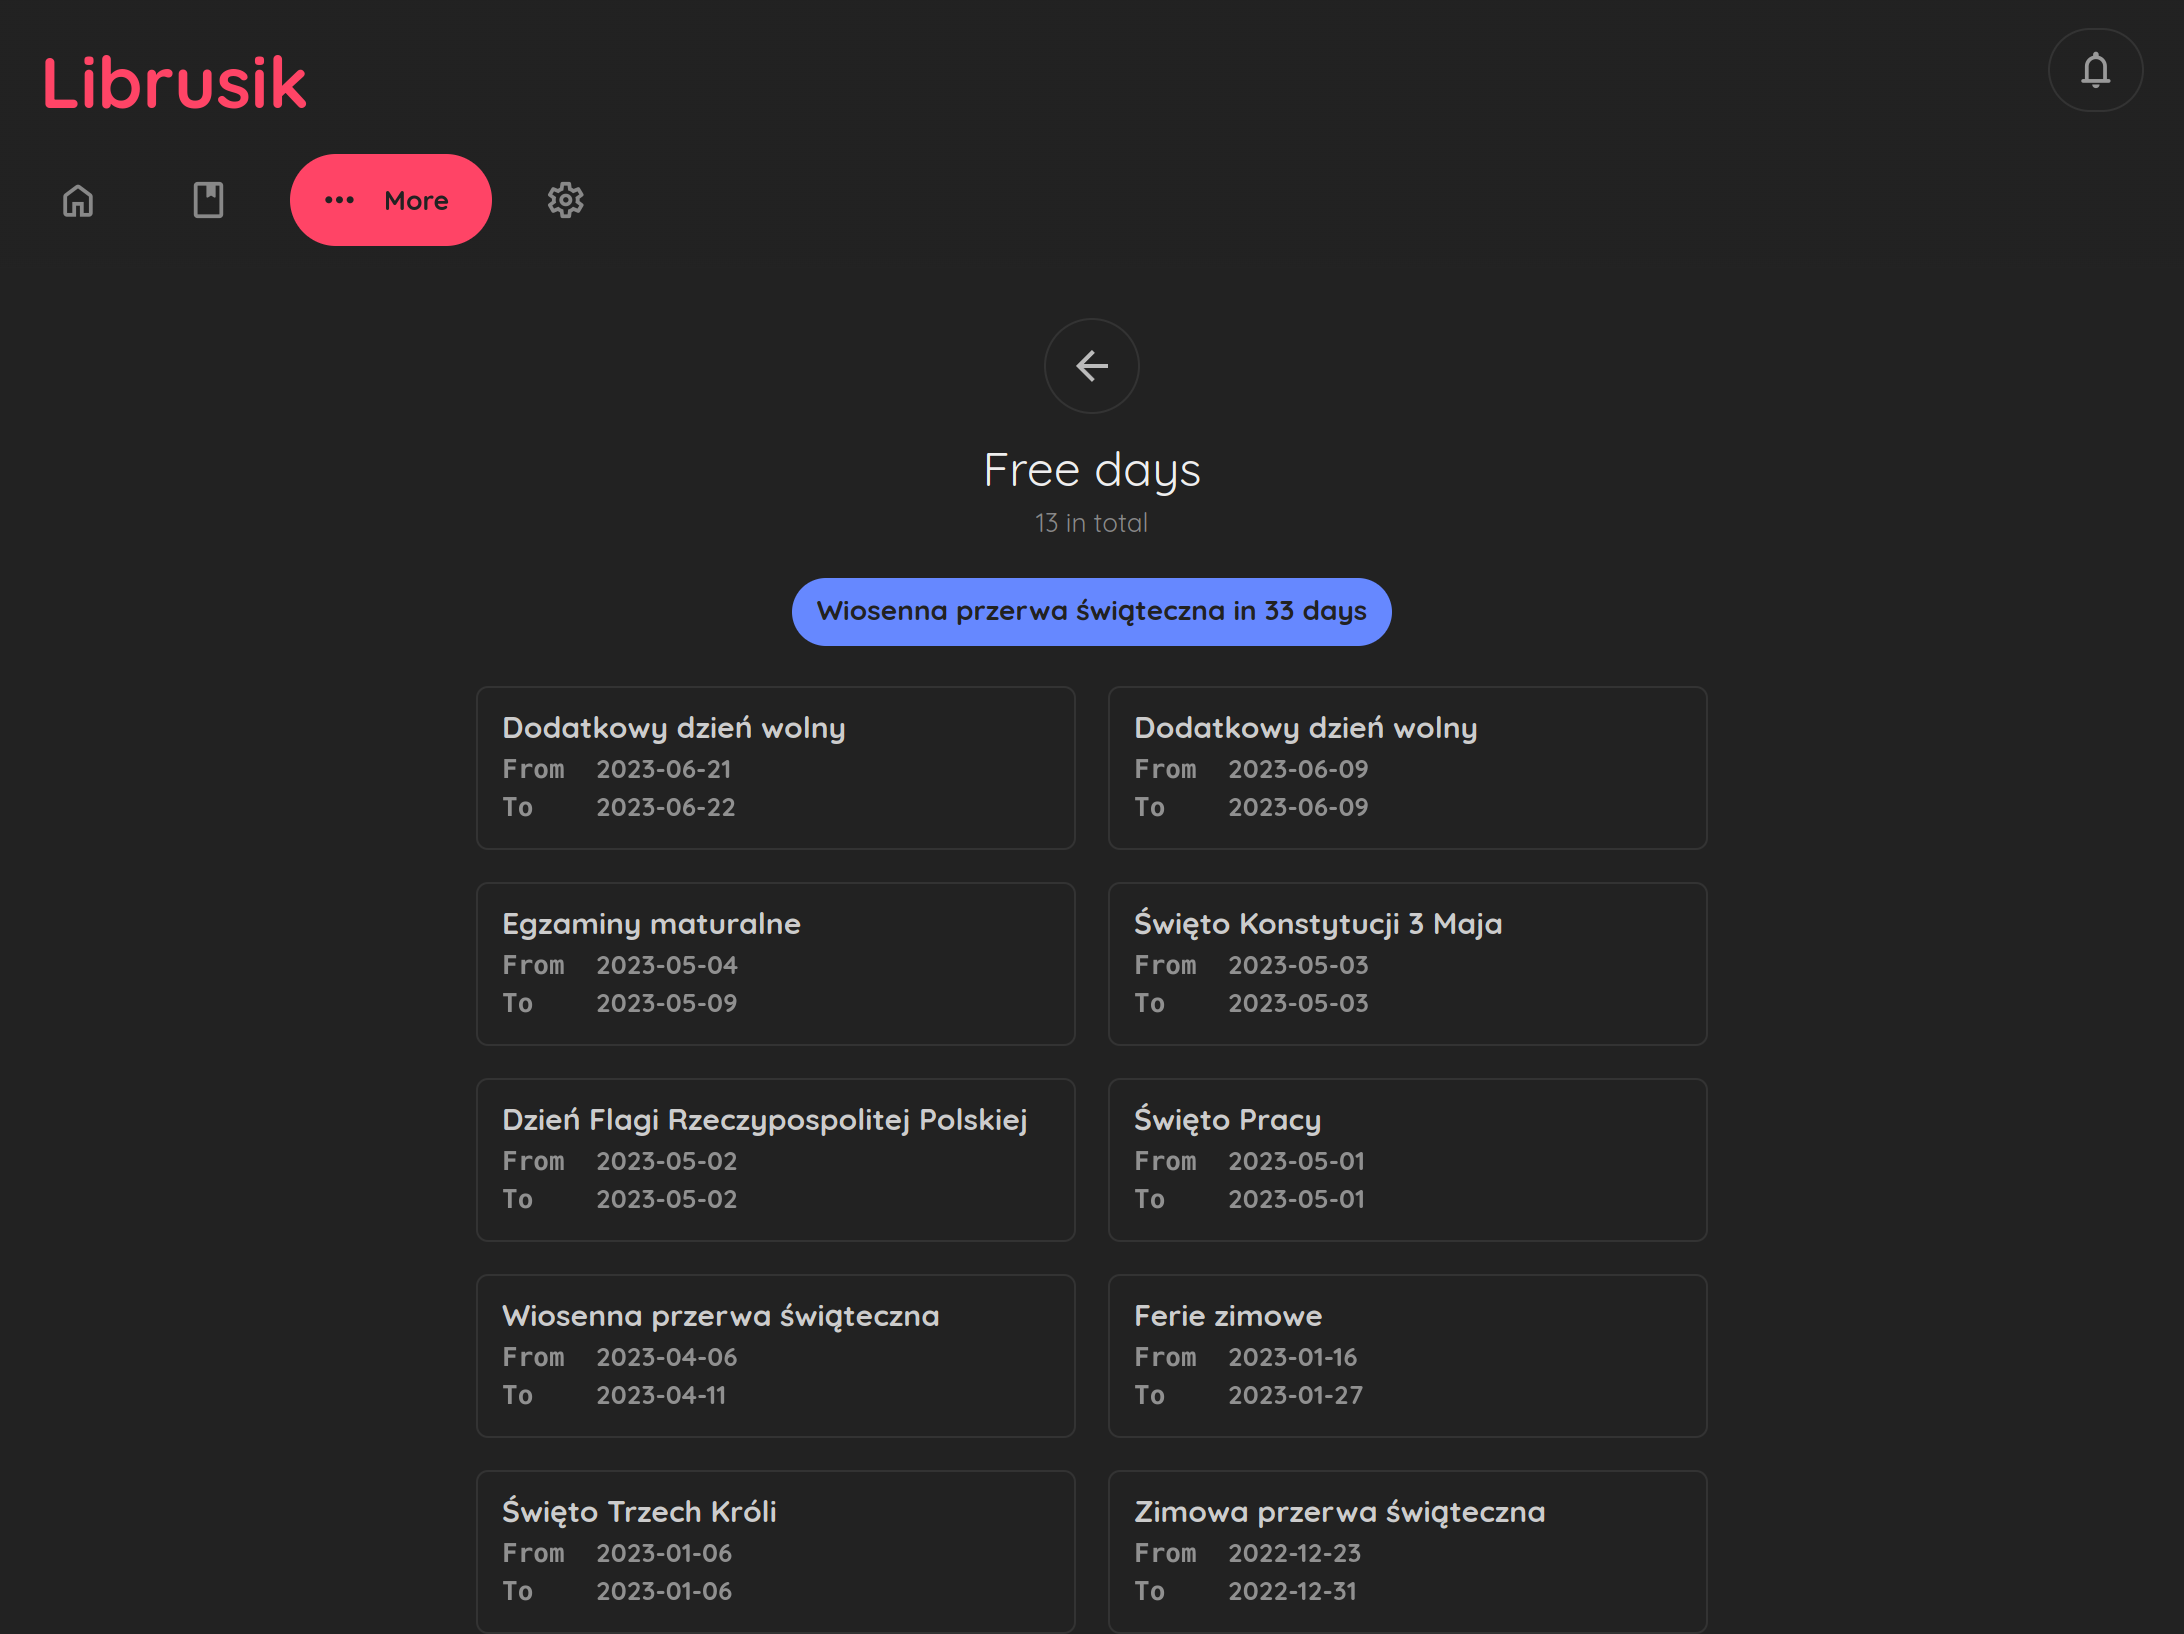 Librusik
More
Free days
13 in total
Wiosenna przerwa świąteczna in 33 days
Dodatkowy dzień wolny
From 2023-06-21
To 2023-06-22
Dodatkowy dzień wolny
From 2023-06-09
To 2023-06-09
Egzaminy maturalne
From 2023-05-04
To 2023-05-09
Święto Konstytucji 3 Maja
From 2023-05-03
To 2023-05-03
Dzień Flagi Rzeczypospolitej Polskiej
From 2023-05-02
To 2023-05-02
Święto Pracy
From 2023-05-01
To 2023-05-01
Wiosenna przerwa świąteczna
From 2023-04-06
To 2023-04-11
Ferie zimowe
From 2023-01-16
To 2023-01-27
Święto Trzech Króli
From 2023-01-06
To 2023-01-06
Zimowa przerwa świąteczna
From 2022-12-23
To 2022-12-31